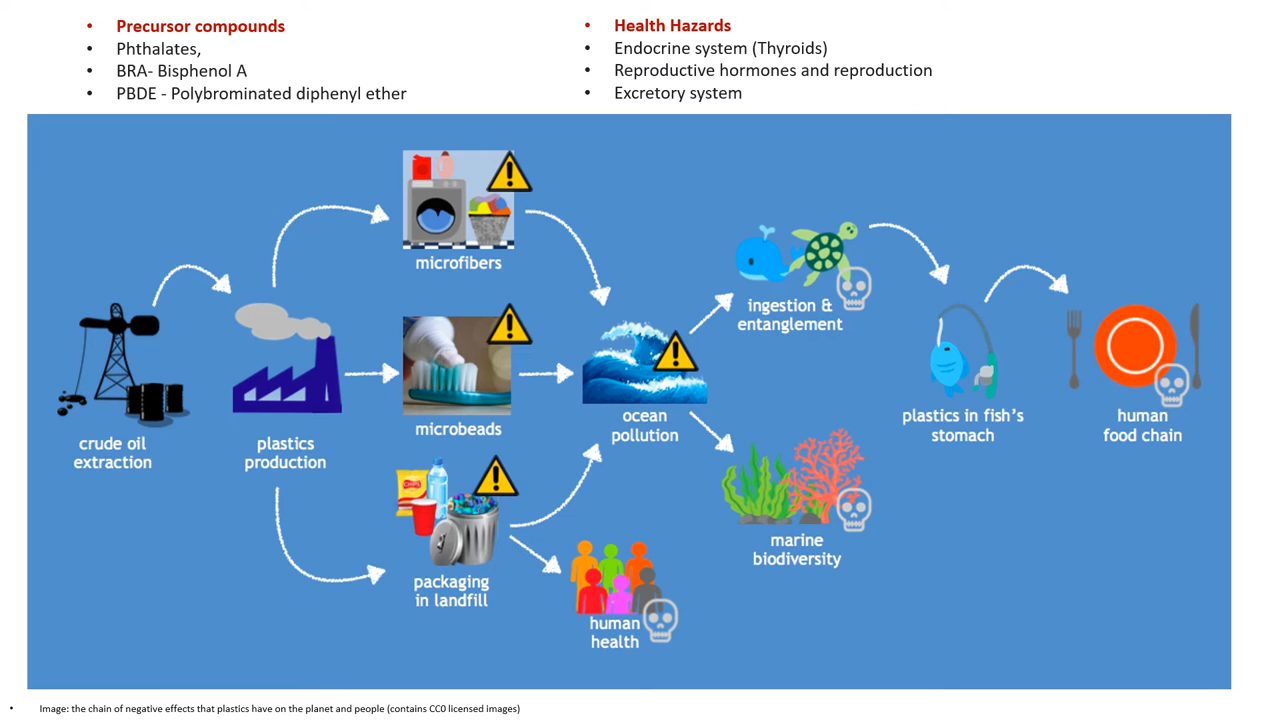 • Precursor compounds
• Phthalates,
• BRA- Bisphenol A
• PBDE - Polybrominated diphenyl ether
• Health Hazards
• Endocrine system (Thyroids)
• Reproductive hormones and reproduction
• Excretory system
crude oil
extraction
plastics
production
microfibers
microbeads
CHIPS
packaging
in landfill
ocean
pollution
human
health
ingestion &
entanglement
marine
biodiversity
plastics in fish's
stomach
human
food chain
• Image: the chain of negative effects that plastics have on the planet and people (contains CC0 licensed images)